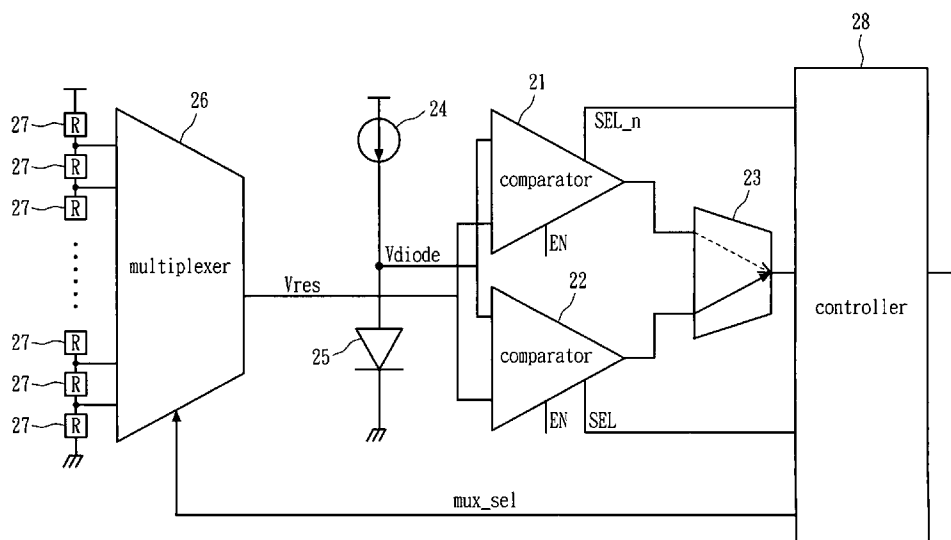 28
21
26
24
SEL_n
27 R
27 R
comparator
23
27 R
EN
Vdiode
multiplexer
22
Vres
controller
27 R
25
comparator
27 R
EN
SEL
27 R
mux_sel